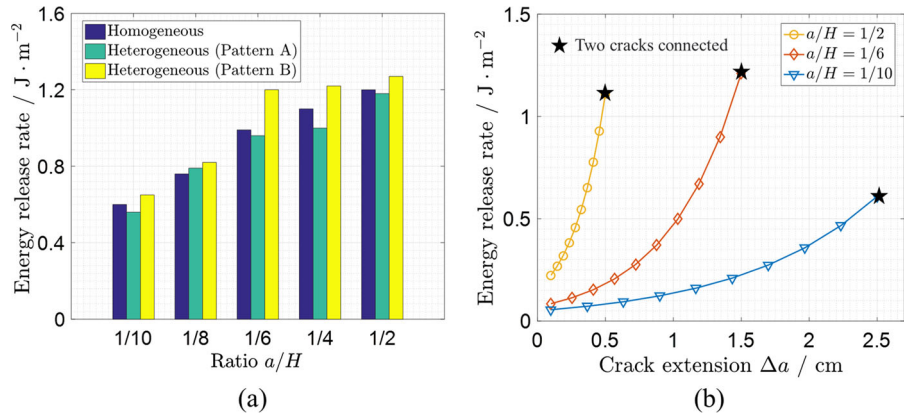 Energy release rate / J · m⁻²
1.6
1.2
0.8
0.4
0
Homogeneous
Heterogeneous (Pattern A)
Heterogeneous (Pattern B)
1/10 1/8 1/6 1/4 1/2
Ratio a/H
(a)
Energy release rate / J · m⁻²
1.5
1
0.5
0
Two cracks connected
a/H = 1/2
a/H = 1/6
a/H = 1/10
0 0.5 1 1.5 2 2.5
Crack extension Δa / cm
(b)